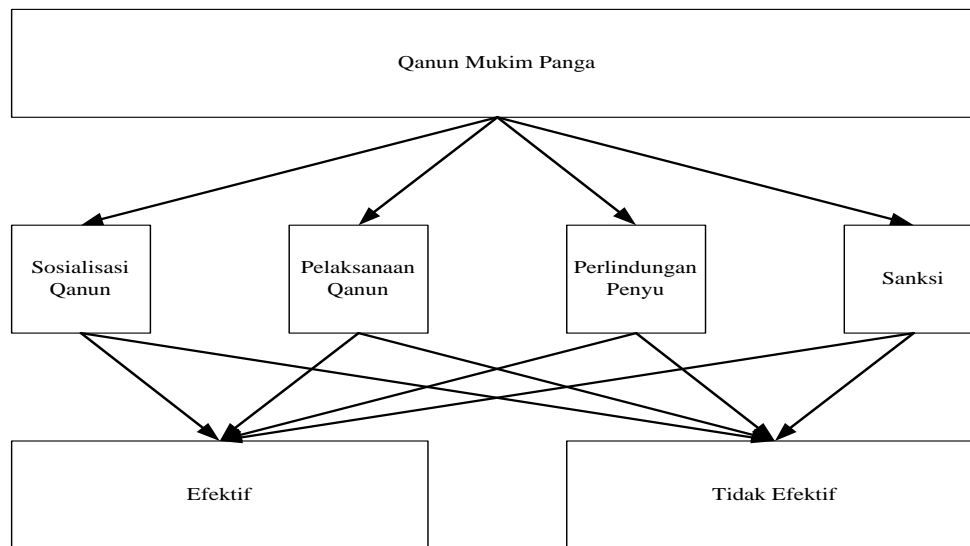 Qanun Mukim Panga
Sosialisasi
Qanun
Pelaksanaan
Qanun
Perlindungan
Penyu
Sanksi
Efektif
Tidak Efektif